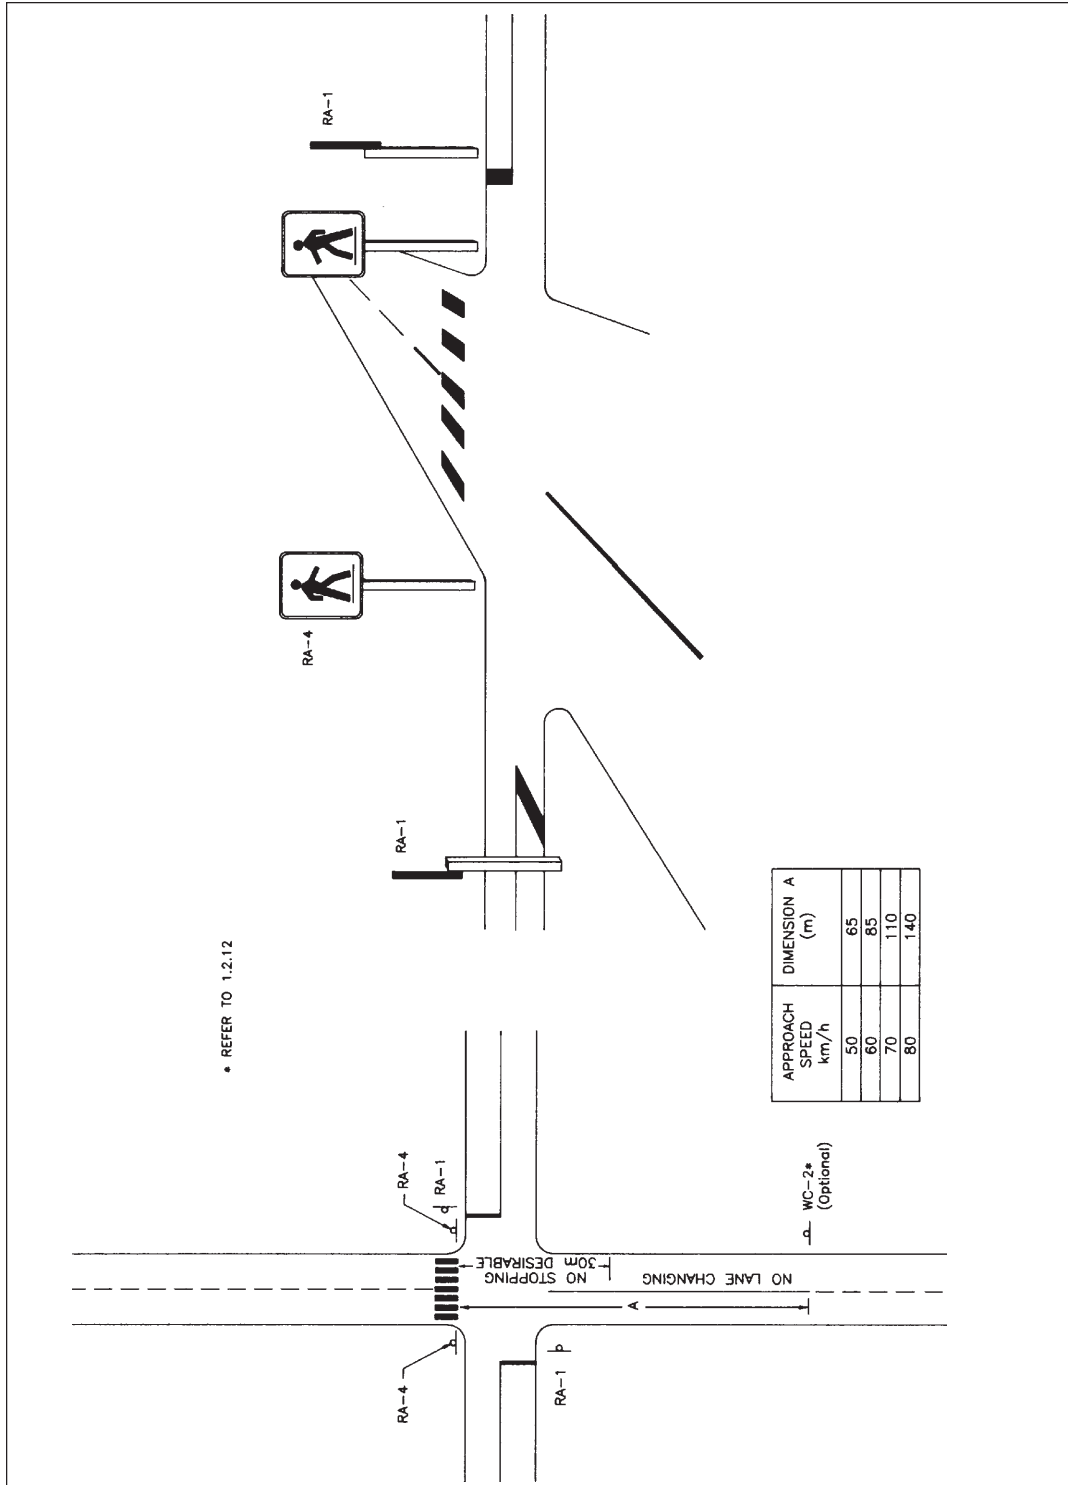 RA-1
RA-4
RA-1
* REFER TO 1.2.12
APPROACH SPEED km/h DIMENSION A (m)
50 65
60 85
70 110
80 140
RA-4
RA-1
RA-4
RA-1
NO STOPPING
30m DESIRABLE
NO LANE CHANGING
A
WC-2*
(Optional)